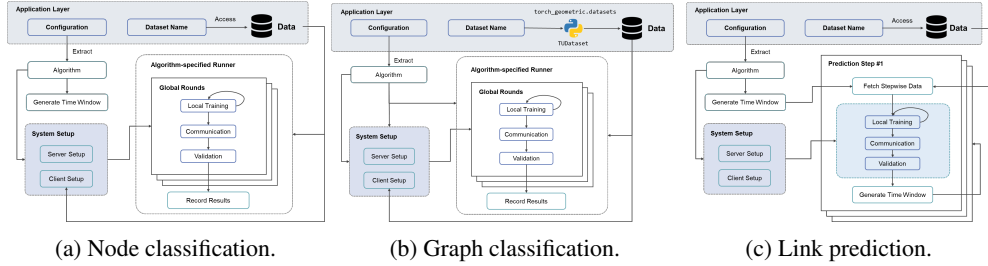 Application Layer
Configuration
Dataset Name
Access
Data
Extract
Algorithm
Generate Time Window
System Setup
Server Setup
Client Setup
Algorithm-specified Runner
Global Rounds
Local Training
Communication
Validation
Record Results
(a) Node classification.
Application Layer
Configuration
Dataset Name
torch_geometric.datasets
TUDataset
Data
Extract
Algorithm
System Setup
Server Setup
Client Setup
Algorithm-specified Runner
Global Rounds
Local Training
Communication
Validation
Record Results
(b) Graph classification.
Application Layer
Configuration
Dataset Name
Access
Data
Extract
Algorithm
Generate Time Window
System Setup
Server Setup
Client Setup
Prediction Step #1
Fetch Stepwise Data
Local Training
Communication
Validation
Generate Time Window
(c) Link prediction.